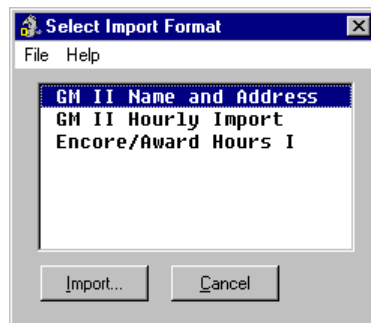 Select Import Format
File Help
GM II Name and Address
GM II Hourly Import
Encore/Award Hours I
Import... Cancel